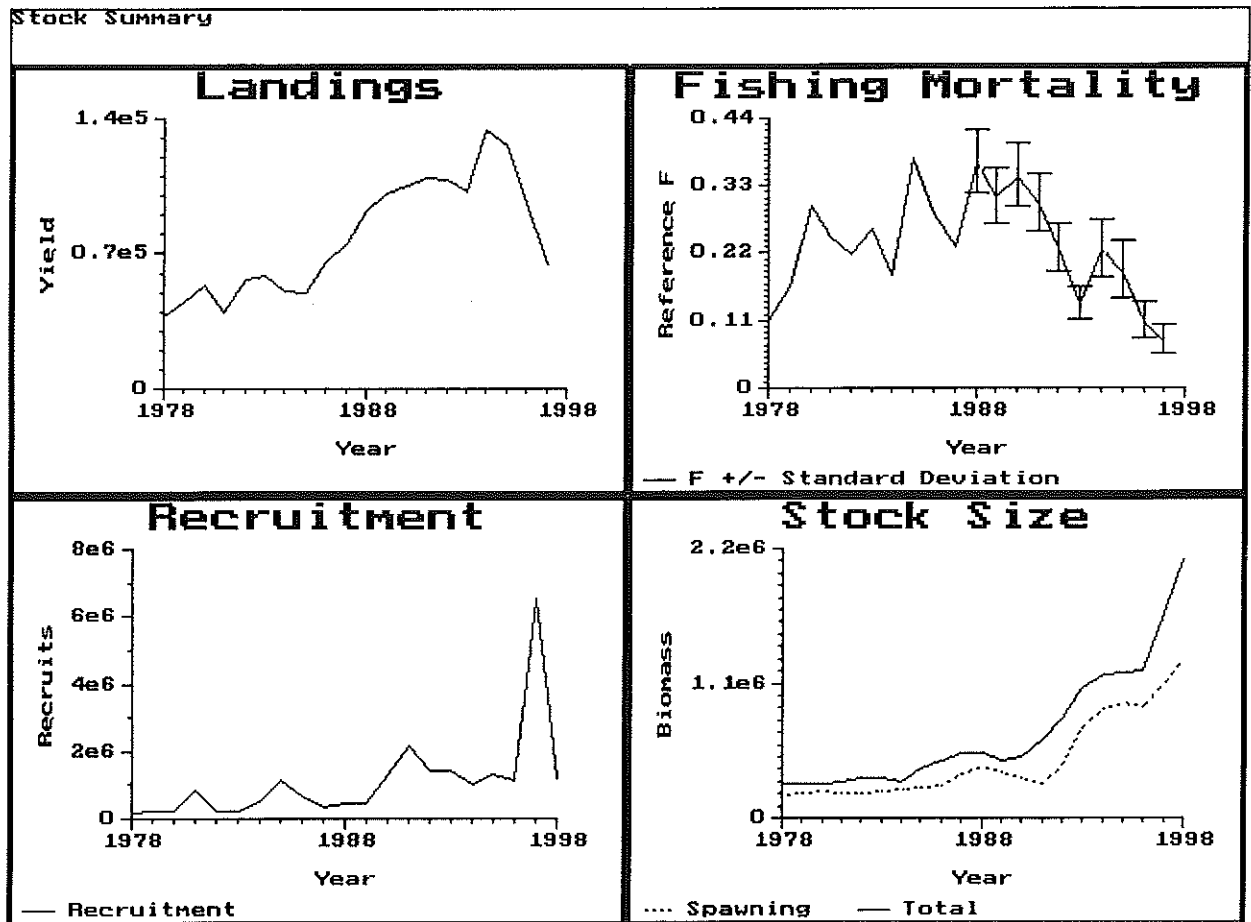 Stock Summary
Landings
1.4e5
0.7e5
0
Yield
1978 1988 1998
Year
Fishing Mortality
0.44
0.33
0.22
0.11
0
Reference F
1978 1988 1998
Year
F +/- Standard Deviation
Recruitment
8e6
6e6
4e6
2e6
0
Recruits
1978 1988 1998
Year
Recruitment
Stock Size
2.2e6
1.1e6
0
Biomass
1978 1988 1998
Year
Spawning Total